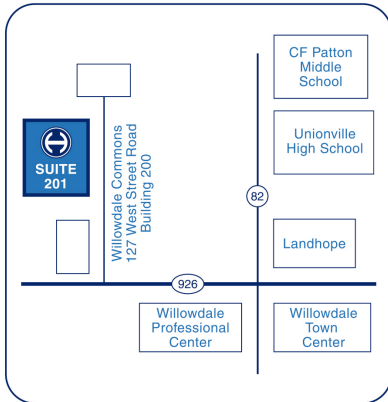 CF Patton
Middle
School
Unionville
High School
SUITE
201
Willowdale Commons
127 West Street Road
Building 200
82
Landhope
926
Willowdale
Professional
Center
Willowdale
Town
Center